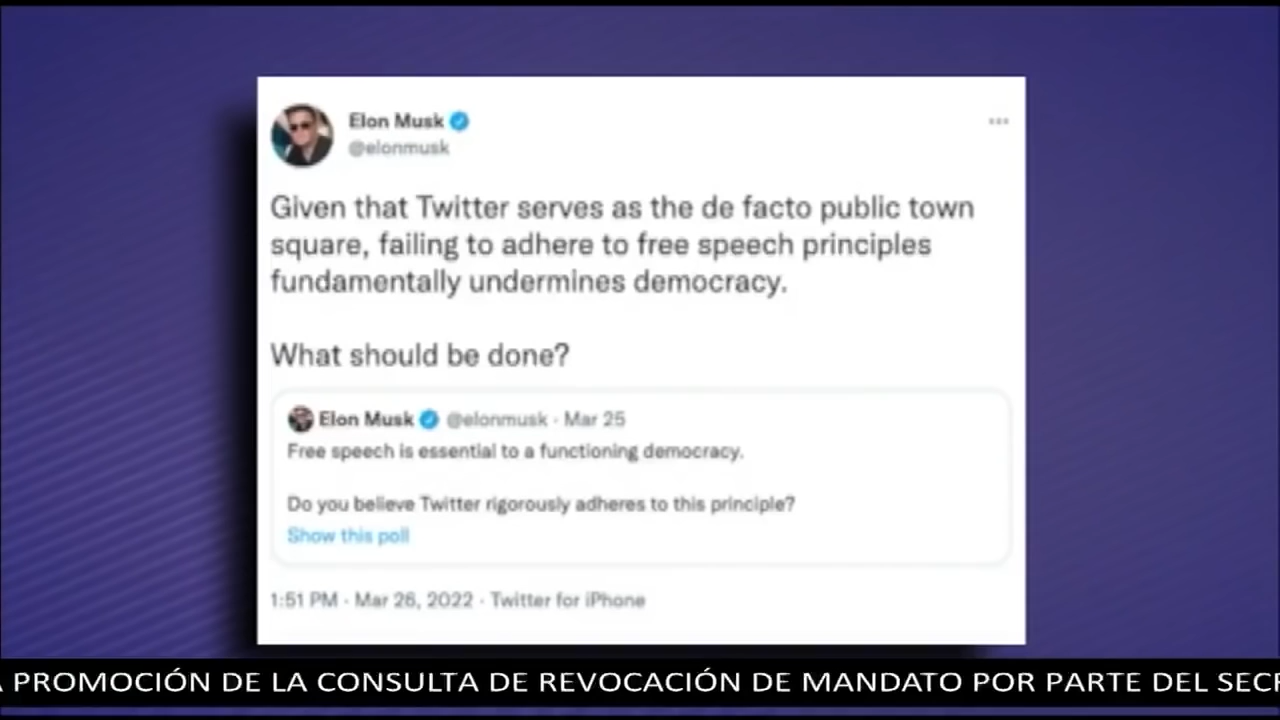 Elon Musk
@elonmusk
Given that Twitter serves as the de facto public town
square, failing to adhere to free speech principles
fundamentally undermines democracy.
What should be done?
Elon Musk @elonmusk · Mar 25
Free speech is essential to a functioning democracy.
Do you believe Twitter rigorously adheres to this principle?
Show this poll
1:51 PM · Mar 26, 2022 · Twitter for iPhone
PROMOCIÓN DE LA CONSULTA DE REVOCACIÓN DE MANDATO POR PARTE DEL